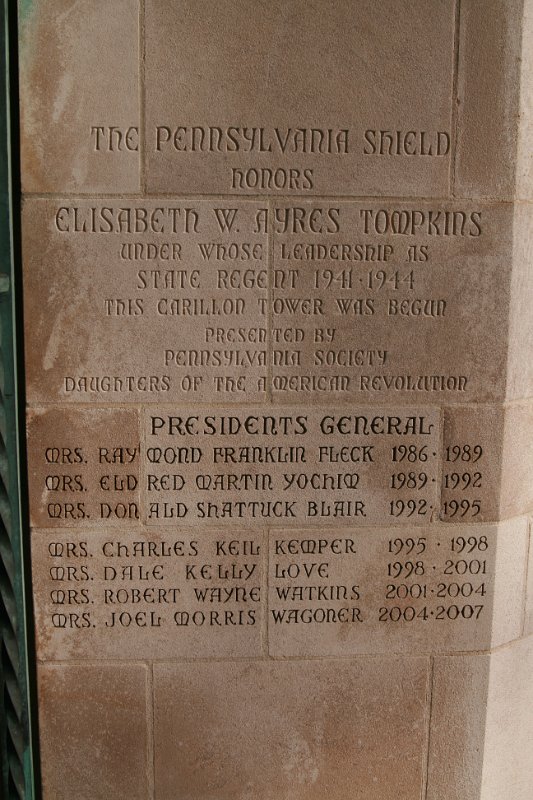 THE PENNSYLVANIA SHIELD
HONORS
ELISABETH W. AYRES TOMPKINS
UNDER WHOSE LEADERSHIP AS
STATE REGENT 1941·1944
THIS CARILLON TOWER WAS BEGUN
PRESENTED BY
PENNSYLVANIA SOCIETY
DAUGHTERS OF THE AMERICAN REVOLUTION
PRESIDENTS GENERAL
MRS. RAYMOND FRANKLIN FLECK 1986·1989
MRS. ELDRED MARTIN YOCHIM 1989·1992
MRS. DONALD SHATTUCK BLAIR 1992·1995
MRS. CHARLES KEIL KEMPER 1995·1998
MRS. DALE KELLY LOVE 1998·2001
MRS. ROBERT WAYNE WATKINS 2001·2004
MRS. JOEL MORRIS WAGONER 2004·2007